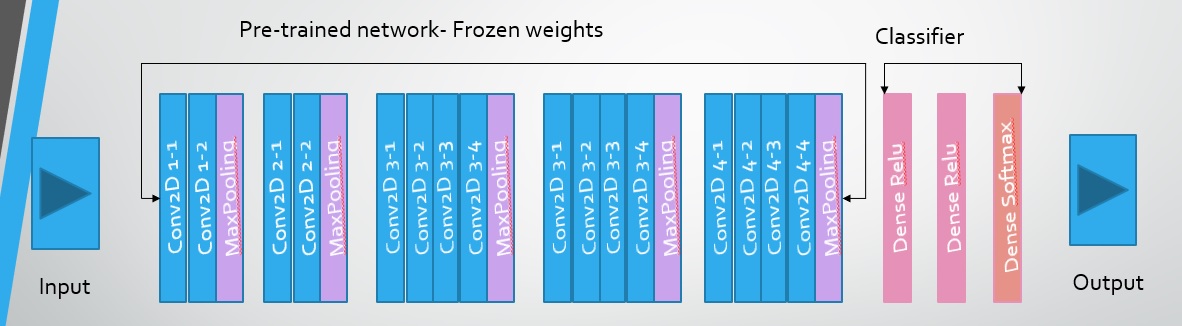 Pre-trained network- Frozen weights
Classifier
Conv2D 1-1
Conv2D 1-2
MaxPooling
Conv2D 2-1
Conv2D 2-2
MaxPooling
Conv2D 3-1
Conv2D 3-2
Conv2D 3-3
Conv2D 3-4
MaxPooling
Conv2D 3-1
Conv2D 3-2
Conv2D 3-3
Conv2D 3-4
MaxPooling
Conv2D 4-1
Conv2D 4-2
Conv2D 4-3
Conv2D 4-4
MaxPooling
Dense Relu
Dense Relu
Dense Softmax
Input
Output